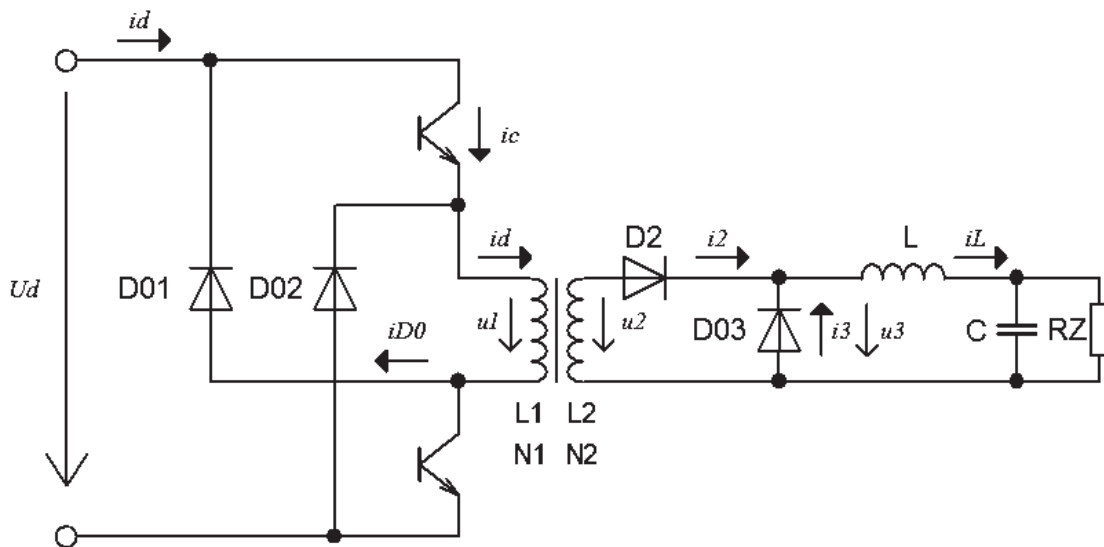 id
ic
Ud
D01
D02
id
D2
i2
L
iL
u1
u2
D03
i3
u3
C
RZ
iD0
L1
L2
N1
N2